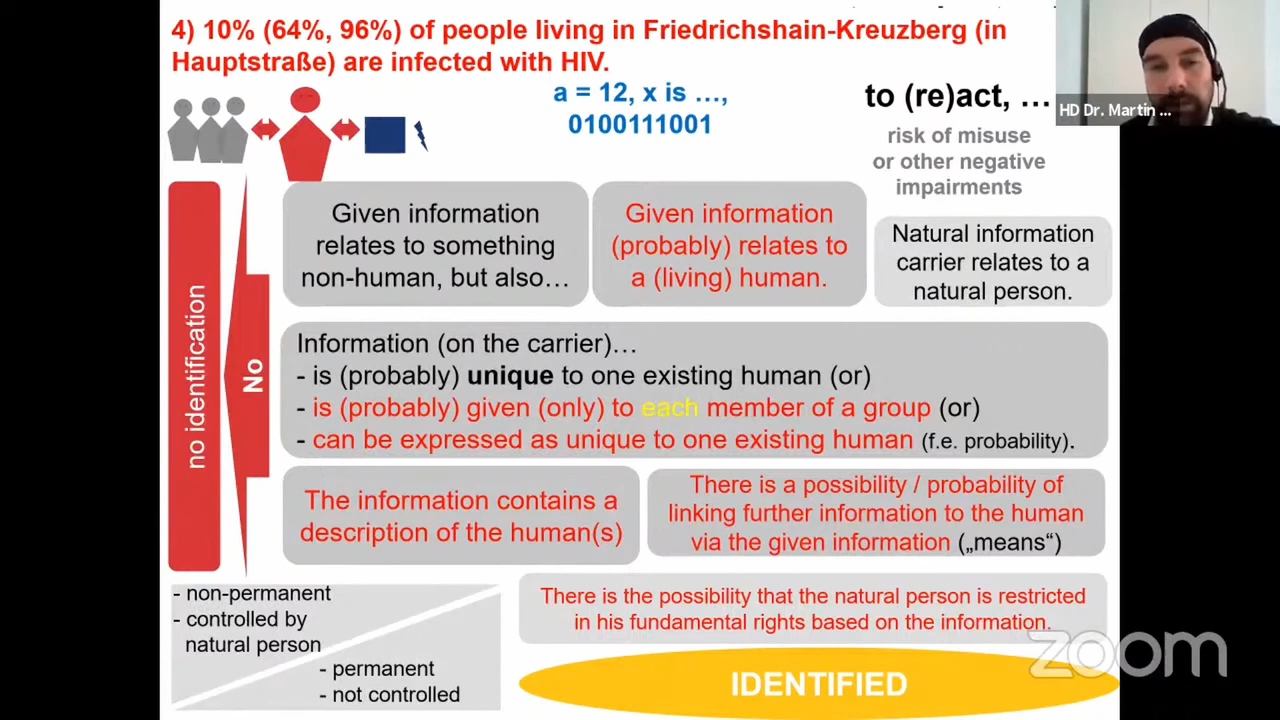 4) 10% (64%, 96%) of people living in Friedrichshain-Kreuzberg (in
Hauptstraße) are infected with HIV.
a = 12, x is …,
0100111001
to (re)act, …
risk of misuse
or other negative
impairments
HD Dr. Martin ...
no identification
No
Given information
relates to something
non-human, but also…
Given information
(probably) relates to
a (living) human.
Natural information
carrier relates to a
natural person.
Information (on the carrier)…
- is (probably) unique to one existing human (or)
- is (probably) given (only) to each member of a group (or)
- can be expressed as unique to one existing human (f.e. probability).
The information contains a
description of the human(s)
There is a possibility / probability of
linking further information to the human
via the given information („means“)
- non-permanent
- controlled by
natural person
- permanent
- not controlled
There is the possibility that the natural person is restricted
in his fundamental rights based on the information.
IDENTIFIED
zoom